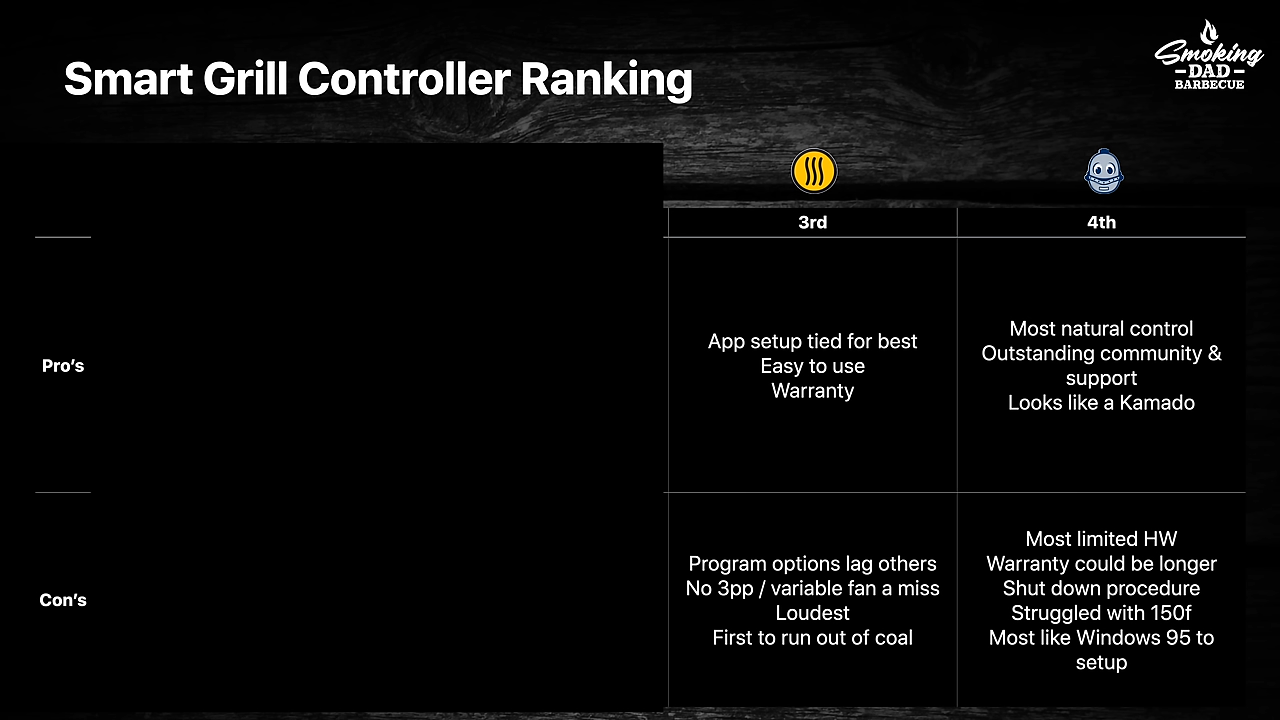 Smart Grill Controller Ranking
Smoking
DAD
BARBECUE
3rd
4th
Pro’s
App setup tied for best
Easy to use
Warranty
Most natural control
Outstanding community &
support
Looks like a Kamado
Con’s
Program options lag others
No 3pp / variable fan a miss
Loudest
First to run out of coal
Most limited HW
Warranty could be longer
Shut down procedure
Struggled with 150f
Most like Windows 95 to
setup